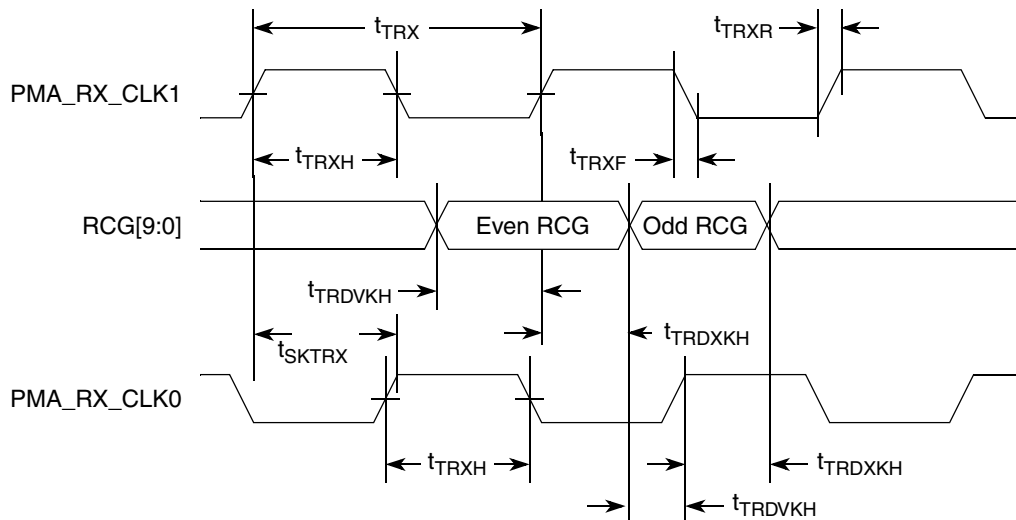 tTRX
tTRXR
PMA_RX_CLK1
tTRXH
tTRXF
RCG[9:0]
Even RCG
Odd RCG
tTRDVKH
tTRDXKH
tSKTRX
PMA_RX_CLK0
tTRXH
tTRDXKH
tTRDVKH